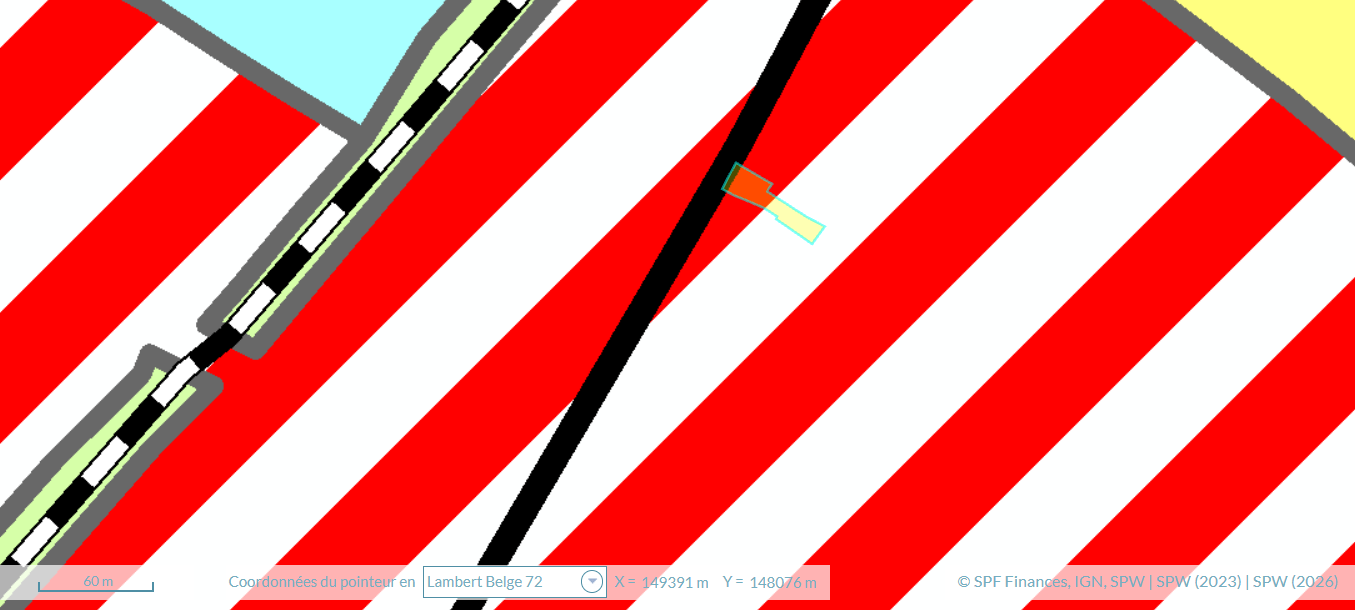 60 m
Coordonnées du pointeur en
Lambert Belge 72
X = 149391 m
Y = 148076 m
© SPF Finances, IGN, SPW | SPW (2023) | SPW (2026)